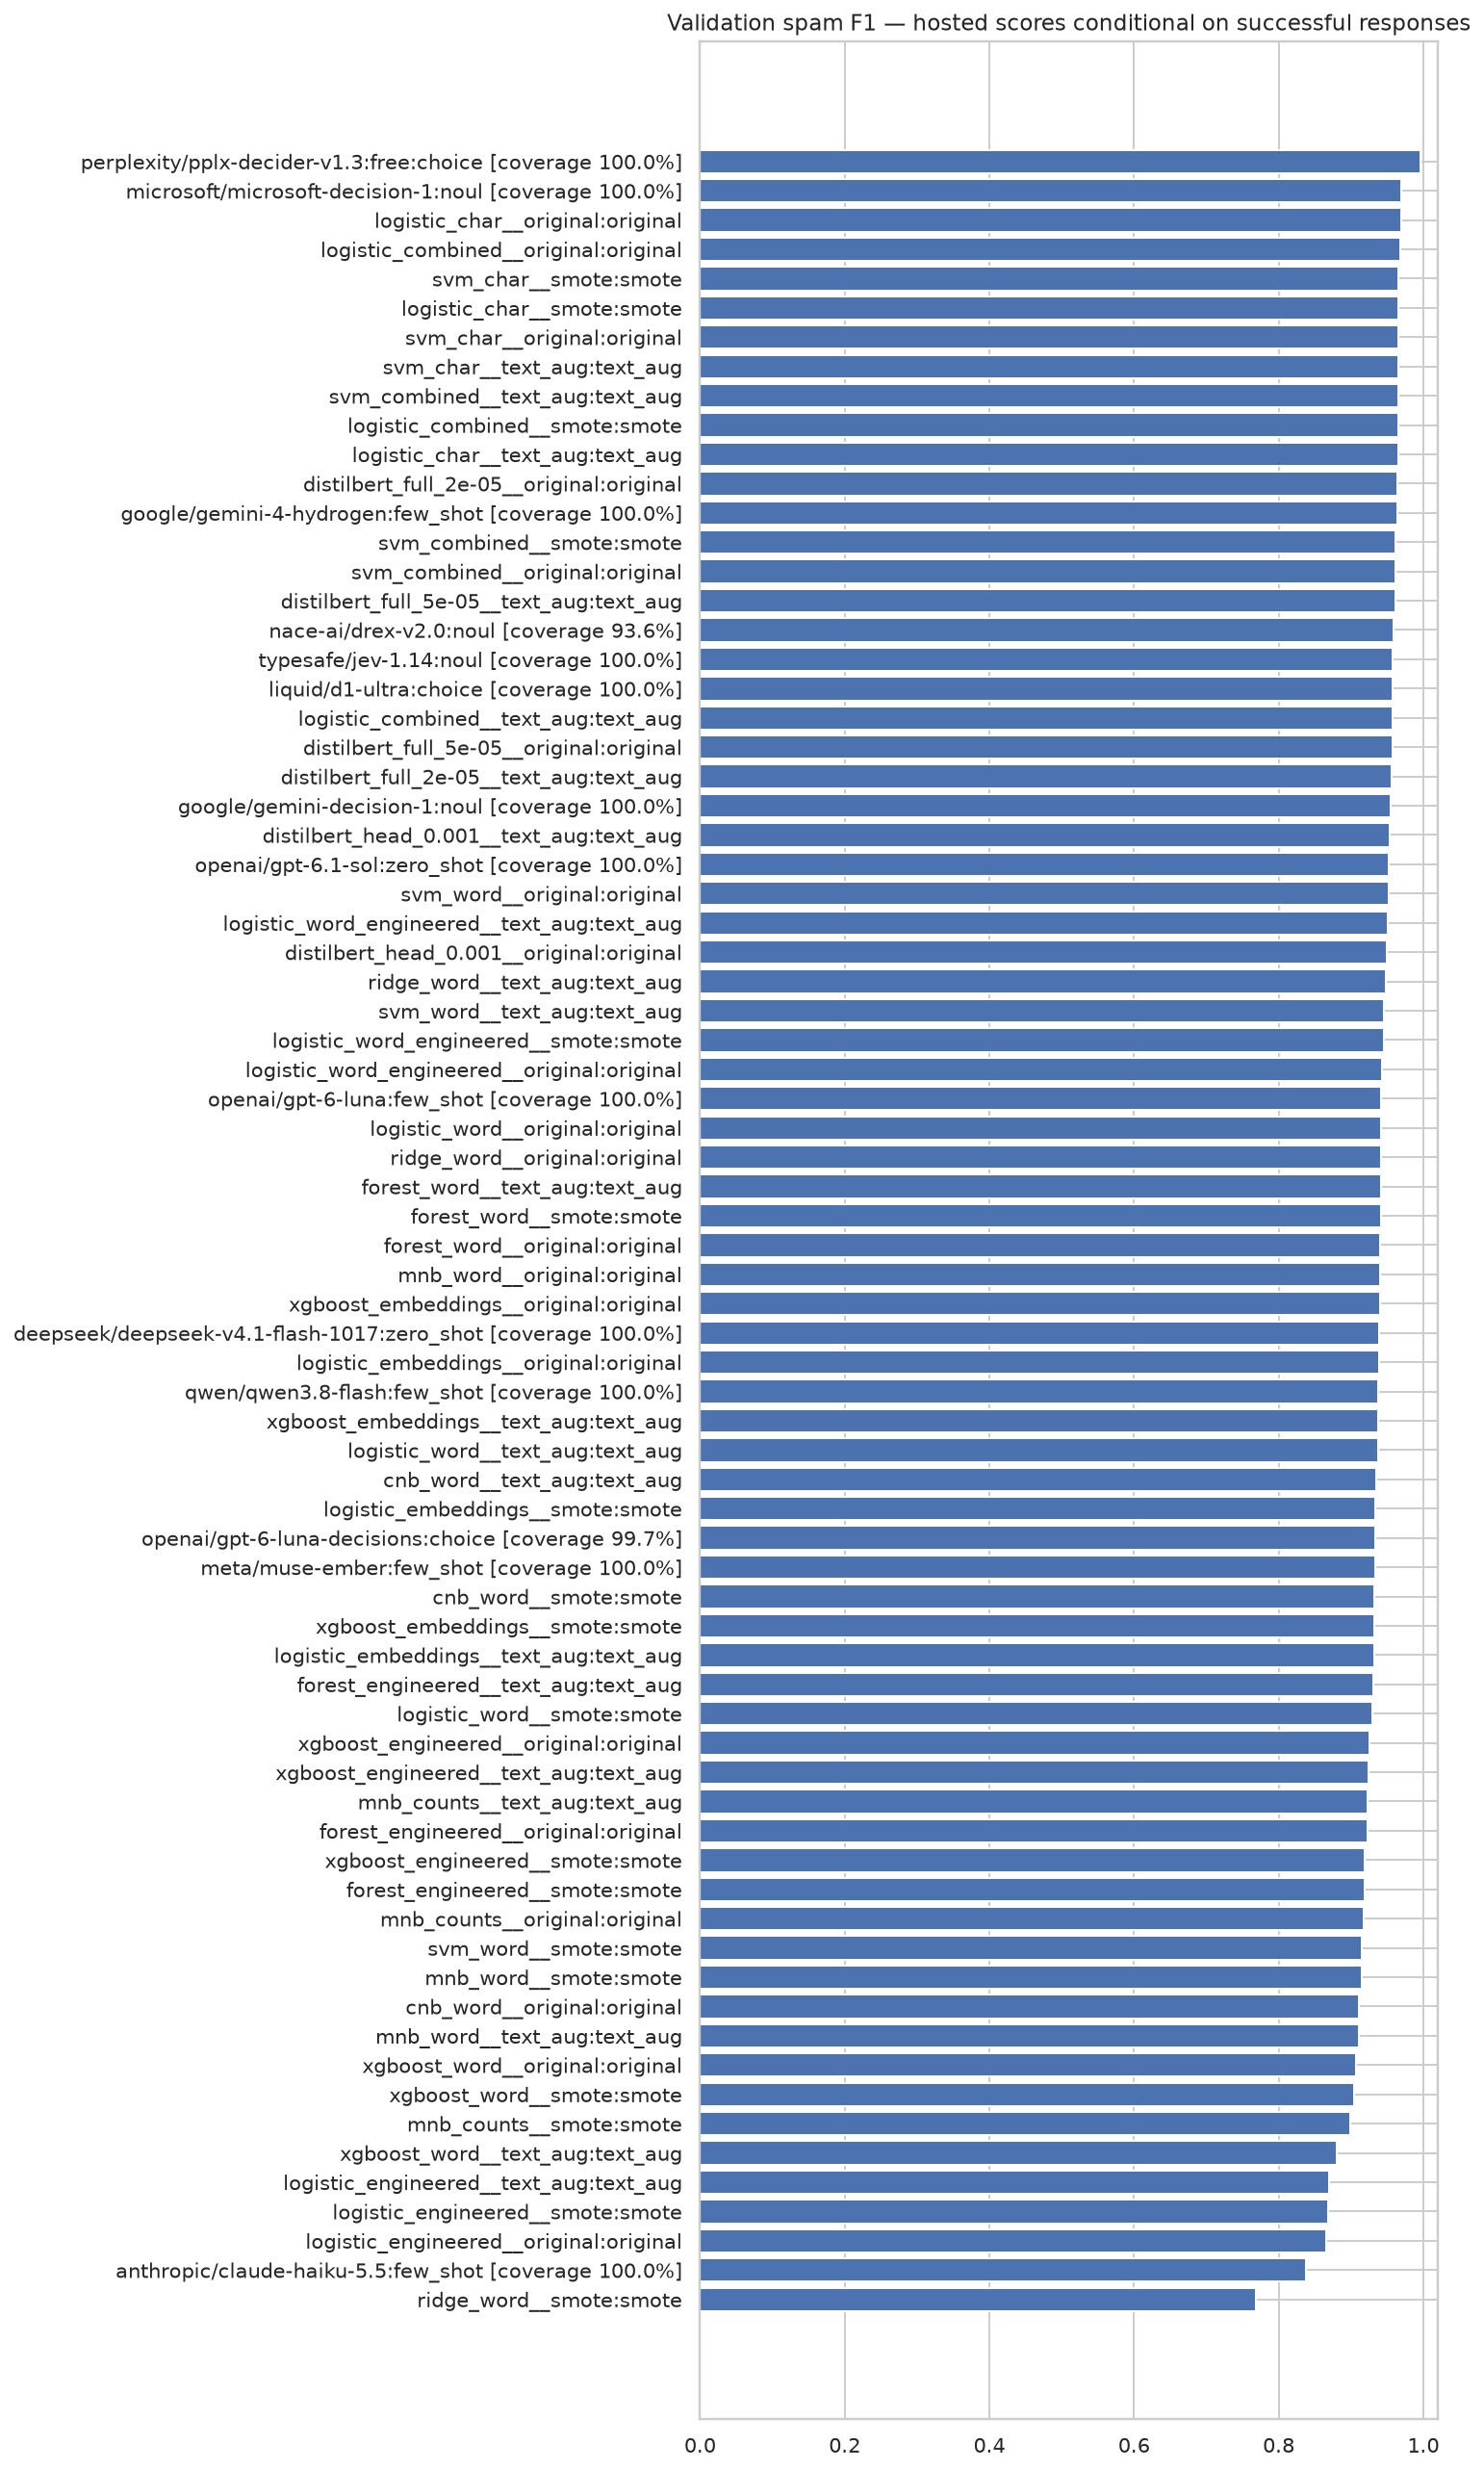 Validation spam F1 — hosted scores conditional on successful responses
perplexity/pplx-decider-v1.3:free:choice [coverage 100.0%]
microsoft/microsoft-decision-1:noul [coverage 100.0%]
logistic_char__original:original
logistic_combined__original:original
svm_char__smote:smote
logistic_char__smote:smote
svm_char__original:original
svm_char__text_aug:text_aug
svm_combined__text_aug:text_aug
logistic_combined__smote:smote
logistic_char__text_aug:text_aug
distilbert_full_2e-05__original:original
google/gemini-4-hydrogen:few_shot [coverage 100.0%]
svm_combined__smote:smote
svm_combined__original:original
distilbert_full_5e-05__text_aug:text_aug
nace-ai/drex-v2.0:noul [coverage 93.6%]
typesafe/jev-1.14:noul [coverage 100.0%]
liquid/d1-ultra:choice [coverage 100.0%]
logistic_combined__text_aug:text_aug
distilbert_full_5e-05__original:original
distilbert_full_2e-05__text_aug:text_aug
google/gemini-decision-1:noul [coverage 100.0%]
distilbert_head_0.001__text_aug:text_aug
openai/gpt-6.1-sol:zero_shot [coverage 100.0%]
svm_word__original:original
logistic_word_engineered__text_aug:text_aug
distilbert_head_0.001__original:original
ridge_word__text_aug:text_aug
svm_word__text_aug:text_aug
logistic_word_engineered__smote:smote
logistic_word_engineered__original:original
openai/gpt-6-luna:few_shot [coverage 100.0%]
logistic_word__original:original
ridge_word__original:original
forest_word__text_aug:text_aug
forest_word__smote:smote
forest_word__original:original
mnb_word__original:original
xgboost_embeddings__original:original
deepseek/deepseek-v4.1-flash-1017:zero_shot [coverage 100.0%]
logistic_embeddings__original:original
qwen/qwen3.8-flash:few_shot [coverage 100.0%]
xgboost_embeddings__text_aug:text_aug
logistic_word__text_aug:text_aug
cnb_word__text_aug:text_aug
logistic_embeddings__smote:smote
openai/gpt-6-luna-decisions:choice [coverage 99.7%]
meta/muse-ember:few_shot [coverage 100.0%]
cnb_word__smote:smote
xgboost_embeddings__smote:smote
logistic_embeddings__text_aug:text_aug
forest_engineered__text_aug:text_aug
logistic_word__smote:smote
xgboost_engineered__original:original
xgboost_engineered__text_aug:text_aug
mnb_counts__text_aug:text_aug
forest_engineered__original:original
xgboost_engineered__smote:smote
forest_engineered__smote:smote
mnb_counts__original:original
svm_word__smote:smote
mnb_word__smote:smote
cnb_word__original:original
mnb_word__text_aug:text_aug
xgboost_word__original:original
xgboost_word__smote:smote
mnb_counts__smote:smote
xgboost_word__text_aug:text_aug
logistic_engineered__text_aug:text_aug
logistic_engineered__smote:smote
logistic_engineered__original:original
anthropic/claude-haiku-5.5:few_shot [coverage 100.0%]
ridge_word__smote:smote
0.0 0.2 0.4 0.6 0.8 1.0